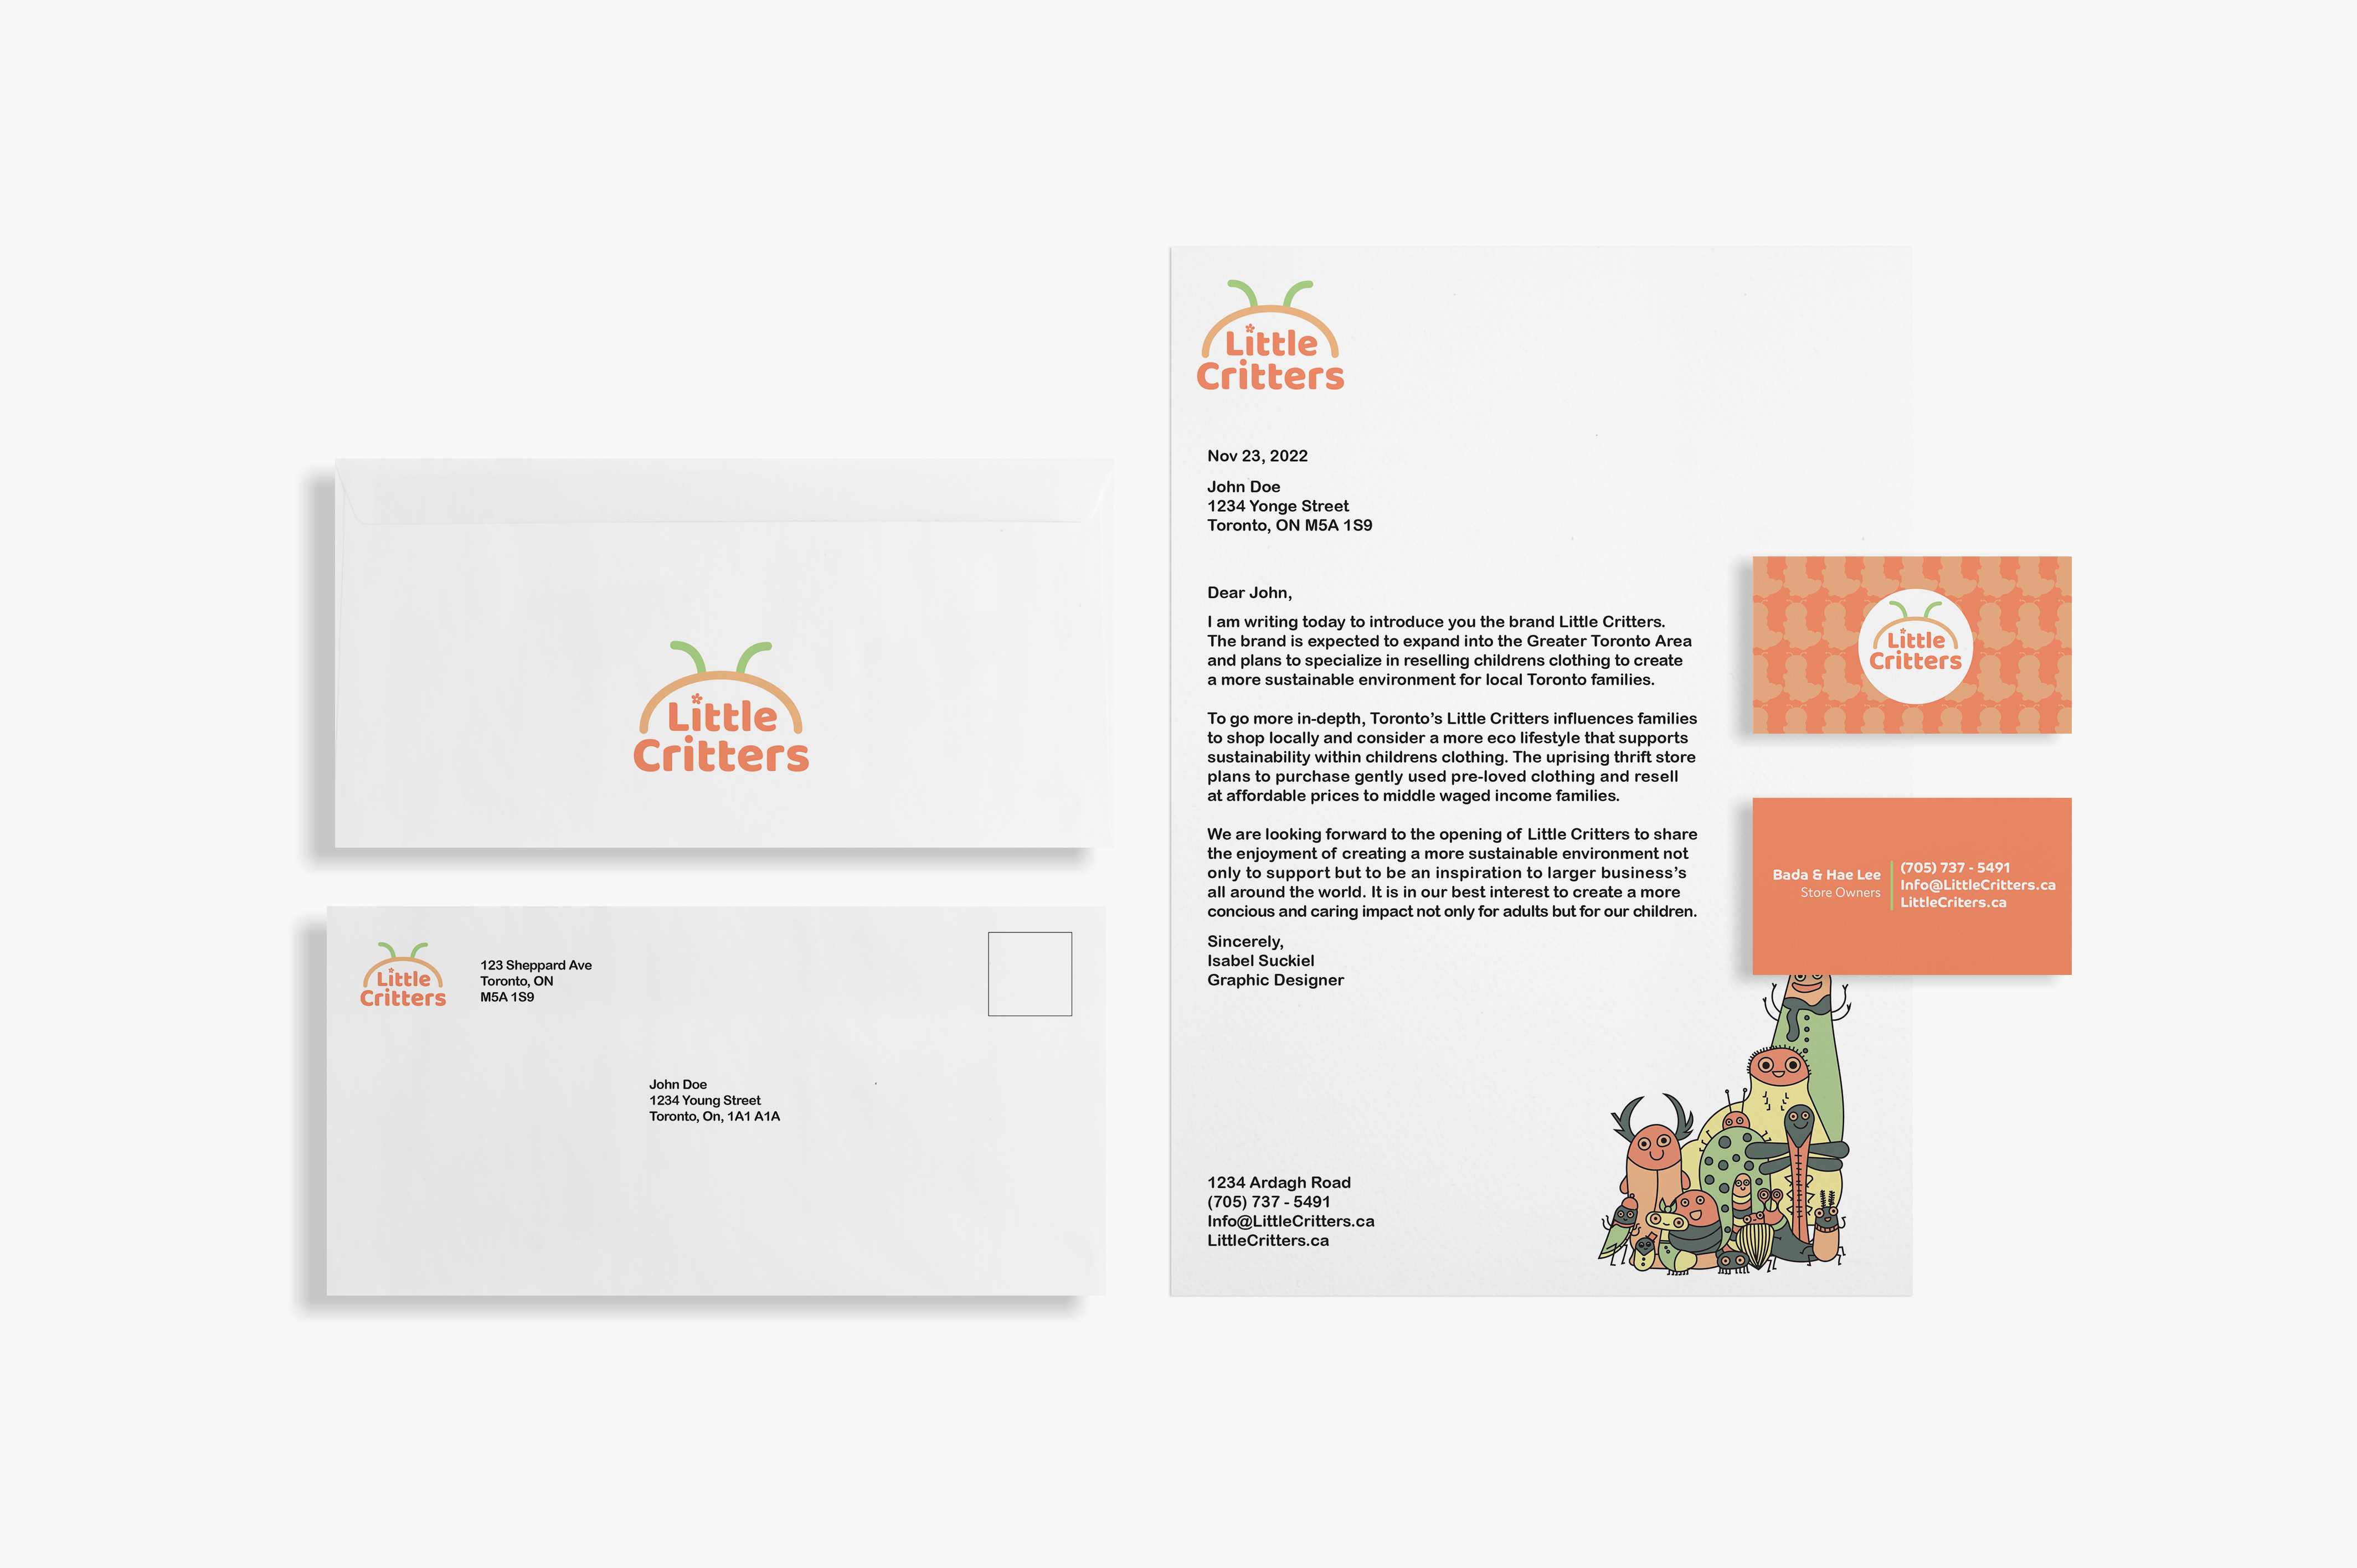 Little
Critters
123 Sheppard Ave
Toronto, ON
M5A 1S9
Little
Critters
John Doe
1234 Young Street
Toronto, On, 1A1 A1A
Little
Critters
Nov 23, 2022
John Doe
1234 Yonge Street
Toronto, ON M5A 1S9
Dear John,
I am writing today to introduce you the brand Little Critters.
The brand is expected to expand into the Greater Toronto Area
and plans to specialize in reselling childrens clothing to create
a more sustainable environment for local Toronto families.
To go more in-depth, Toronto's Little Critters influences families
to shop locally and consider a more eco lifestyle that supports
sustainability within childrens clothing. The uprising thrift store
plans to purchase gently used pre-loved clothing and resell
at affordable prices to middle waged income families.
We are looking forward to the opening of Little Critters to share
the enjoyment of creating a more sustainable environment not
only to support but to be an inspiration to larger business's
all around the world. It is in our best interest to create a more
concious and caring impact not only for adults but for our children.
Sincerely,
Isabel Suckiel
Graphic Designer
1234 Ardagh Road
(705) 737 - 5491
Info@LittleCritters.ca
LittleCritters.ca
Little
Critters
Bada & Hae Lee
Store Owners
(705) 737 - 5491
Info@LittleCritters.ca
LittleCriters.ca